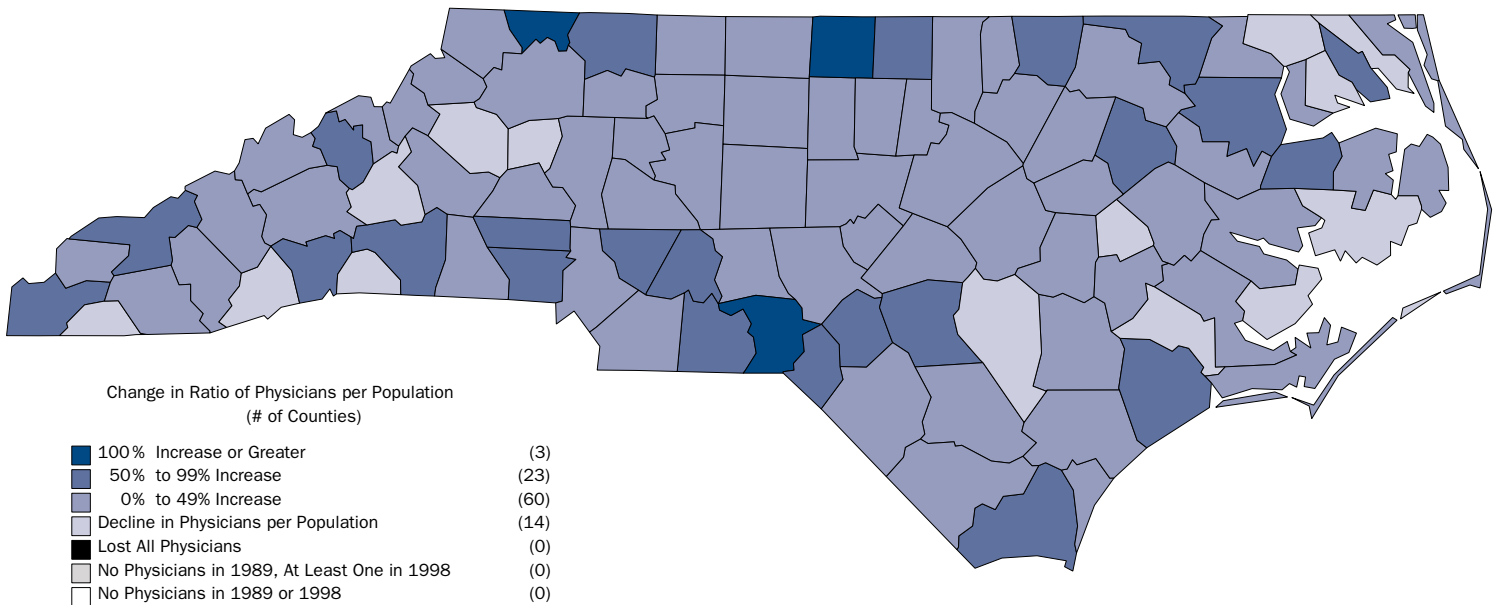 Change in Ratio of Physicians per Population
(# of Counties)
100% Increase or Greater (3)
50% to 99% Increase (23)
0% to 49% Increase (60)
Decline in Physicians per Population (14)
Lost All Physicians (0)
No Physicians in 1989, At Least One in 1998 (0)
No Physicians in 1989 or 1998 (0)